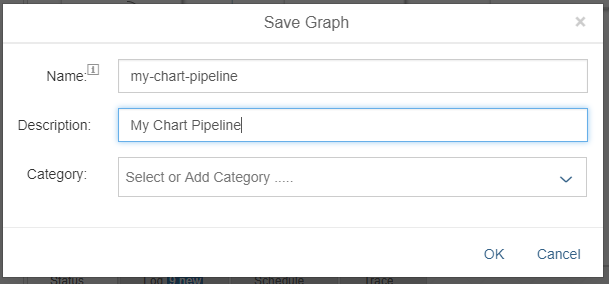 Save Graph ×
Name: i my-chart-pipeline
Description: My Chart Pipeline
Category: Select or Add Category .....
OK Cancel
Status Log (9 new) Schedule Trace